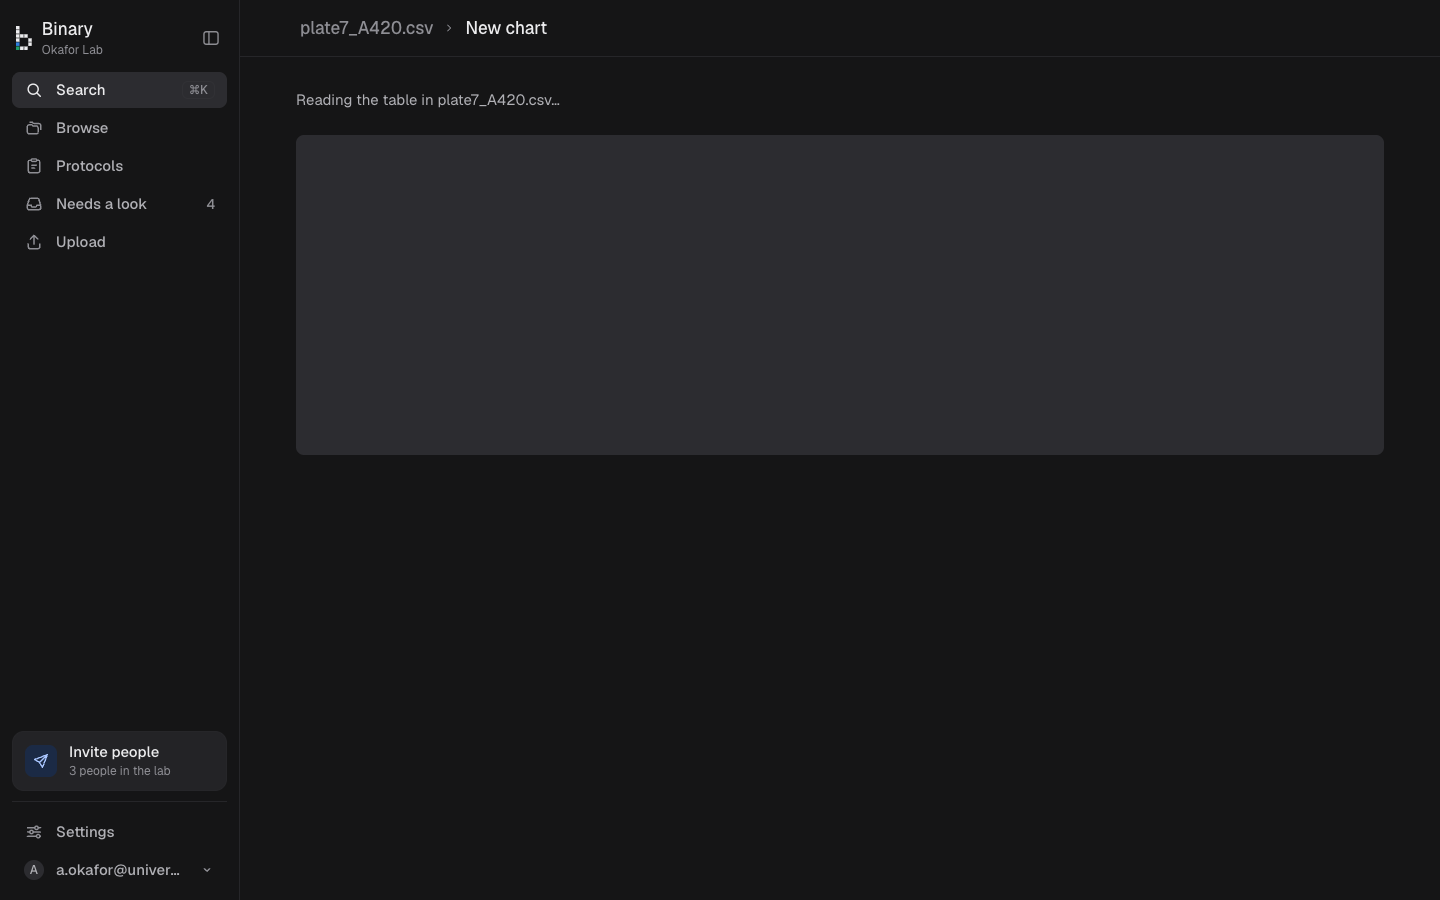 Binary
Okafor Lab
Search ⌘K
Browse
Protocols
Needs a look 4
Upload
Invite people
3 people in the lab
Settings
A a.okafor@univer...
plate7_A420.csv › New chart
Reading the table in plate7_A420.csv...